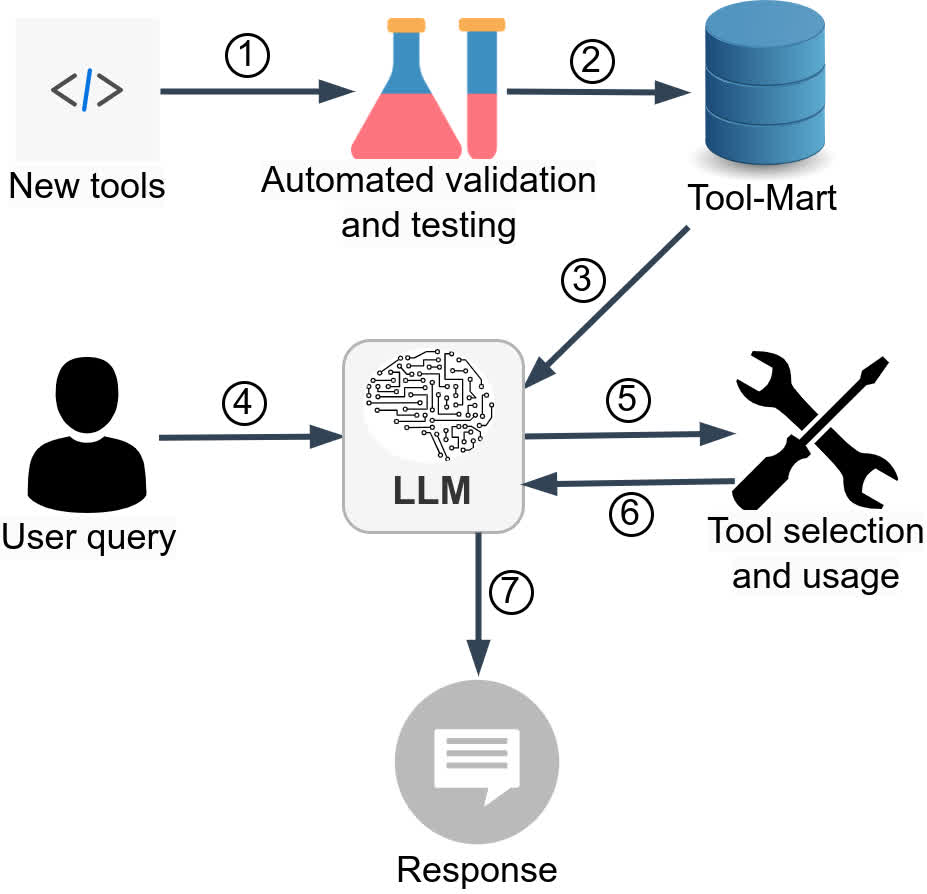 1
2
</>
New tools
Automated validation
and testing
Tool-Mart
3
4
5
LLM
6
User query
Tool selection
and usage
7
Response